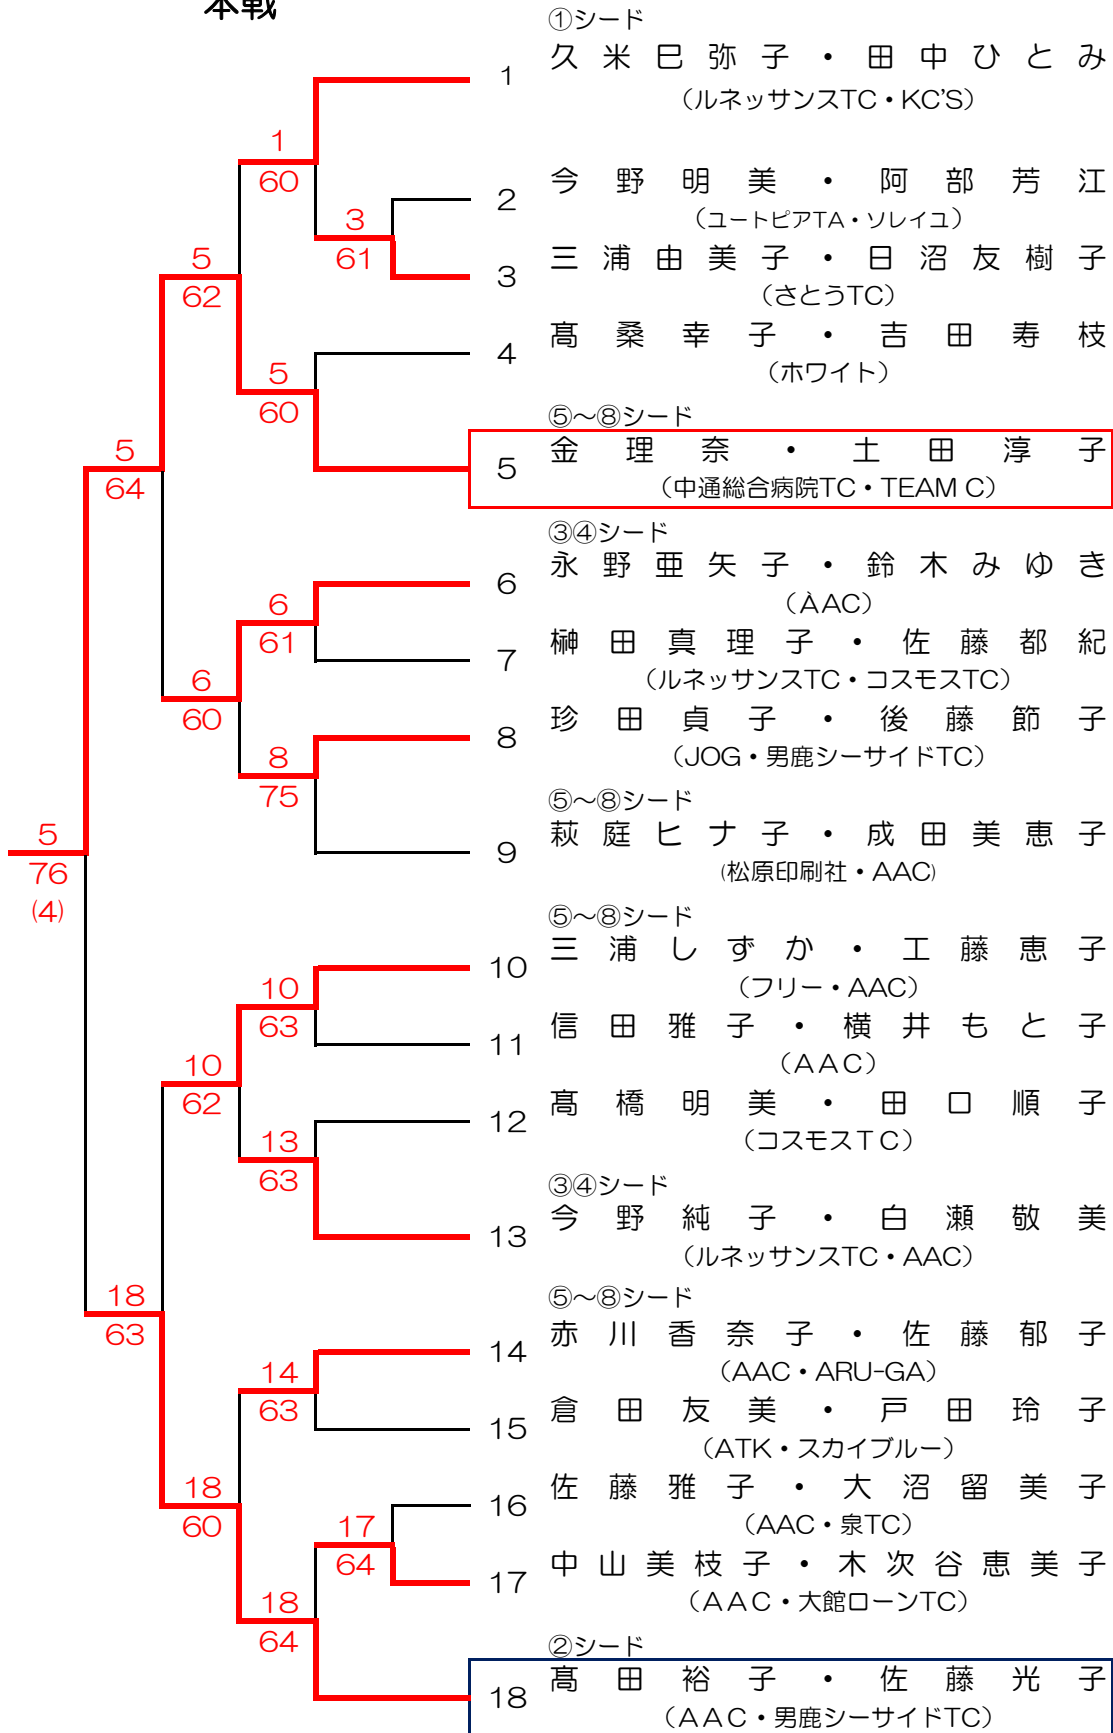 本戦
①シード
1 久米巳弥子・田中ひとみ
（ルネッサンスTC・KC'S）
1
60
2 今野明美・阿部芳江
（ユートピアTA・ソレイユ）
3
61
3 三浦由美子・日沼友樹子
（さとうTC）
5
62
4 髙桑幸子・吉田寿枝
（ホワイト）
5
60
⑤〜⑧シード
5 金理奈・土田淳子
（中通総合病院TC・TEAM C）
5
64
③④シード
6 永野亜矢子・鈴木みゆき
（ÀAC）
6
61
7 榊田真理子・佐藤都紀
（ルネッサンスTC・コスモスTC）
6
60
8 珍田貞子・後藤節子
（JOG・男鹿シーサイドTC）
8
75
⑤〜⑧シード
9 萩庭ヒナ子・成田美恵子
(松原印刷社・AAC)
5
76
(4)
⑤〜⑧シード
10 三浦しずか・工藤恵子
（フリー・AAC）
10
63
11 信田雅子・横井もと子
（ＡＡＣ）
10
62
12 髙橋明美・田口順子
（コスモスＴＣ）
13
63
③④シード
13 今野純子・白瀬敬美
（ルネッサンスTC・AAC）
18
63
⑤〜⑧シード
14 赤川香奈子・佐藤郁子
（AAC・ARU-GA）
14
63
15 倉田友美・戸田玲子
（ATK・スカイブルー）
18
60
16 佐藤雅子・大沼留美子
（AAC・泉TC）
17
64
17 中山美枝子・木次谷恵美子
（ＡＡＣ・大館ローンTC）
18
64
②シード
18 髙田裕子・佐藤光子
（ＡＡＣ・男鹿シーサイドTC）